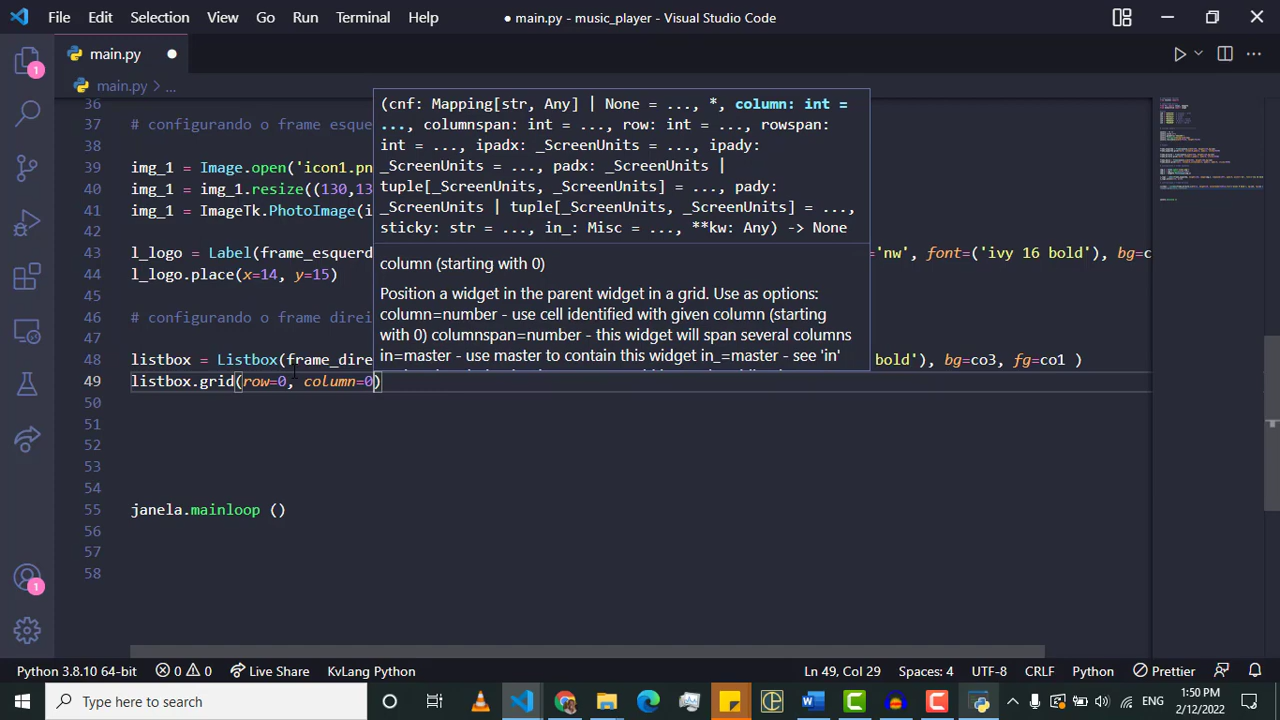 File Edit Selection View Go Run Terminal Help ● main.py - music_player - Visual Studio Code
main.py ●
main.py > ...
36
37 # configurando o frame esque
38
39 img_1 = Image.open('icon1.pn
40 img_1 = img_1.resize((130,13
41 img_1 = ImageTk.PhotoImage(i
42
43 l_logo = Label(frame_esquerd ='nw', font=('ivy 16 bold'), bg=c
44 l_logo.place(x=14, y=15)
45
46 # configurando o frame direi
47
48 listbox = Listbox(frame_dire bold'), bg=co3, fg=co1 )
49 listbox.grid(row=0, column=0)
50
51
52
53
54
55 janela.mainloop ()
56
57
58
(cnf: Mapping[str, Any] | None = ..., *, column: int =
..., columnspan: int = ..., row: int = ..., rowspan:
int = ..., ipadx: _ScreenUnits = ..., ipady:
_ScreenUnits = ..., padx: _ScreenUnits |
tuple[_ScreenUnits, _ScreenUnits] = ..., pady:
_ScreenUnits | tuple[_ScreenUnits, _ScreenUnits] = ...,
sticky: str = ..., in_: Misc = ..., **kw: Any) -> None
column (starting with 0)
Position a widget in the parent widget in a grid. Use as options:
column=number - use cell identified with given column (starting
with 0) columnspan=number - this widget will span several columns
in=master - use master to contain this widget in_=master - see 'in'
1
1
Python 3.8.10 64-bit 0 0 Live Share KvLang Python Ln 49, Col 29 Spaces: 4 UTF-8 CRLF Python Prettier
Type here to search ENG 1:50 PM
2/12/2022